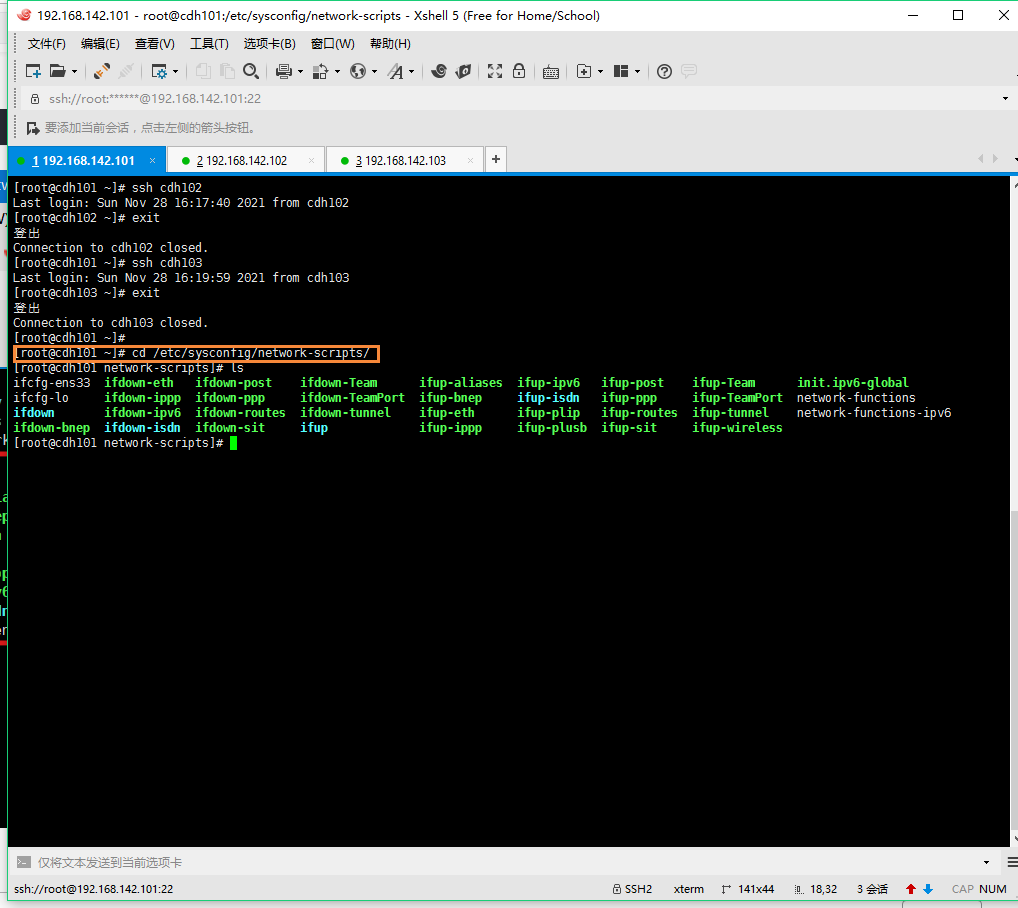 192.168.142.101 - root@cdh101:/etc/sysconfig/network-scripts - Xshell 5 (Free for Home/School)
文件(F) 编辑(E) 查看(V) 工具(T) 选项卡(B) 窗口(W) 帮助(H)
ssh://root:******@192.168.142.101:22
要添加当前会话，点击左侧的箭头按钮。
1 192.168.142.101 × 2 192.168.142.102 × 3 192.168.142.103 × +
[root@cdh101 ~]# ssh cdh102
Last login: Sun Nov 28 16:17:40 2021 from cdh102
[root@cdh102 ~]# exit
登出
Connection to cdh102 closed.
[root@cdh101 ~]# ssh cdh103
Last login: Sun Nov 28 16:19:59 2021 from cdh103
[root@cdh103 ~]# exit
登出
Connection to cdh103 closed.
[root@cdh101 ~]#
[root@cdh101 ~]# cd /etc/sysconfig/network-scripts/
[root@cdh101 network-scripts]# ls
ifcfg-ens33 ifdown-eth ifdown-post ifdown-Team ifup-aliases ifup-ipv6 ifup-post ifup-Team init.ipv6-global
ifcfg-lo ifdown-ippp ifdown-ppp ifdown-TeamPort ifup-bnep ifup-isdn ifup-ppp ifup-TeamPort network-functions
ifdown ifdown-ipv6 ifdown-routes ifdown-tunnel ifup-eth ifup-plip ifup-routes ifup-tunnel network-functions-ipv6
ifdown-bnep ifdown-isdn ifdown-sit ifup ifup-ippp ifup-plusb ifup-sit ifup-wireless
[root@cdh101 network-scripts]#
仅将文本发送到当前选项卡
ssh://root@192.168.142.101:22 SSH2 xterm 141x44 18,32 3 会话 CAP NUM